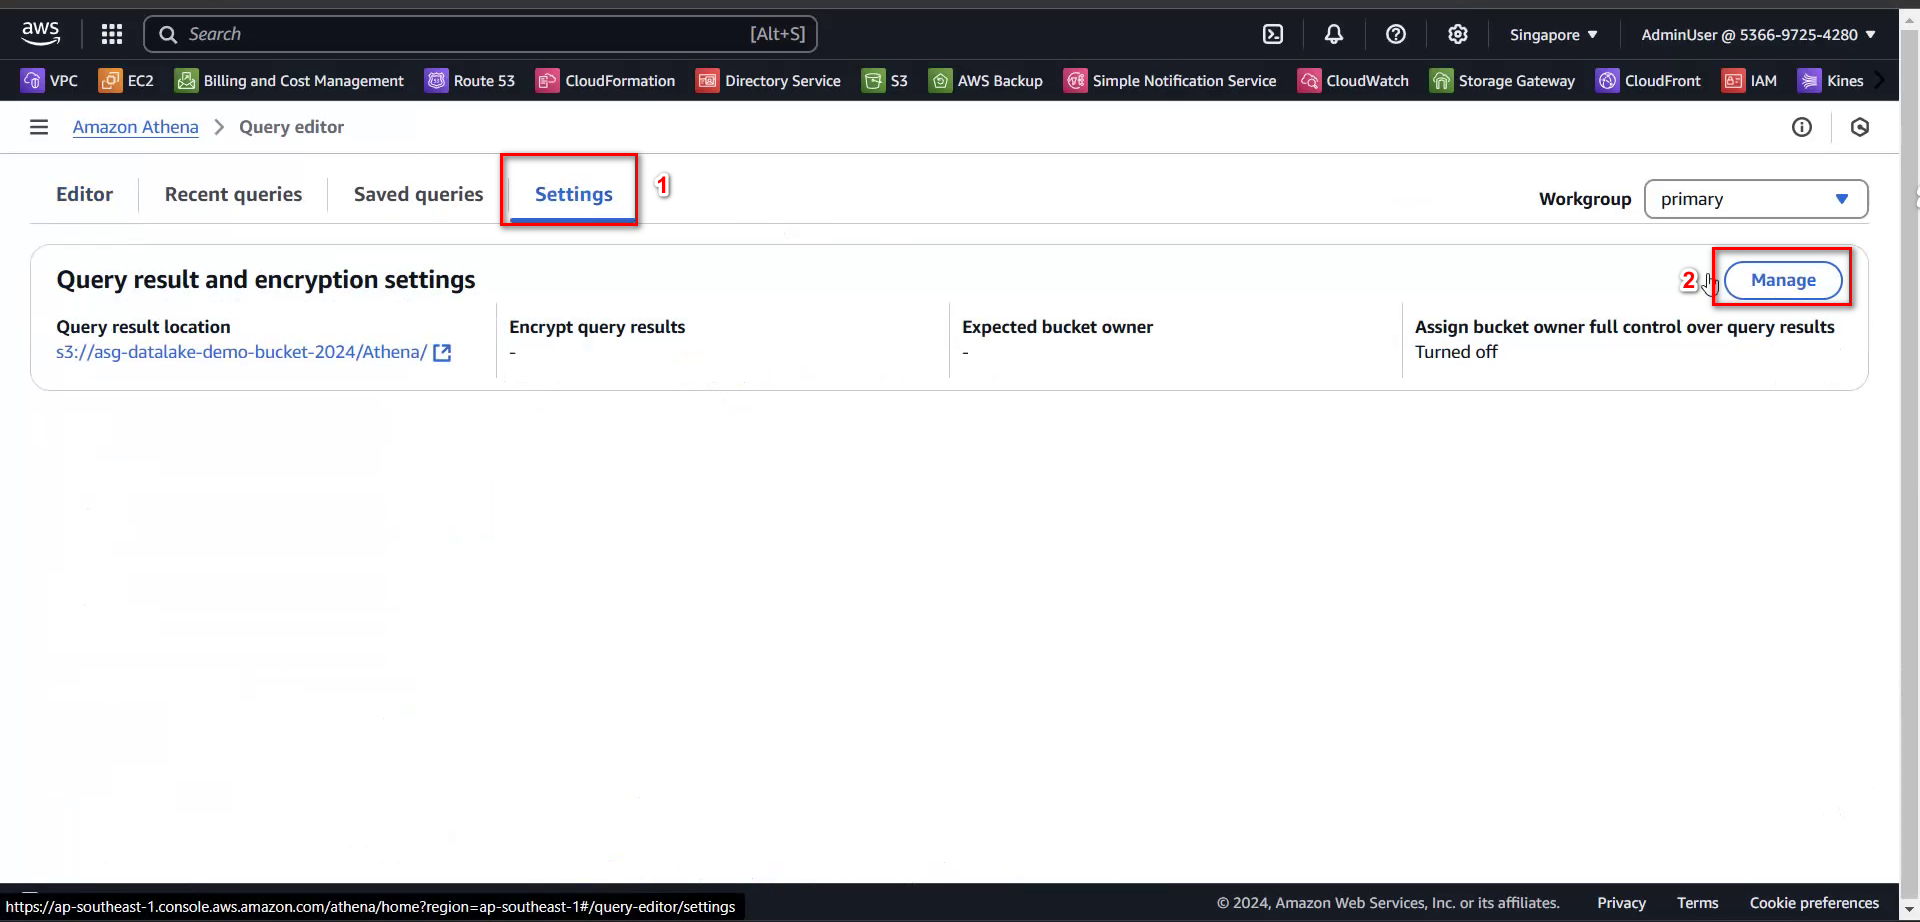 aws Search [Alt+S] Singapore AdminUser @ 5366-9725-4280
VPC EC2 Billing and Cost Management Route 53 CloudFormation Directory Service S3 AWS Backup Simple Notification Service CloudWatch Storage Gateway CloudFront IAM Kines
Amazon Athena Query editor
Editor Recent queries Saved queries Settings 1 Workgroup primary
Query result and encryption settings 2 Manage
Query result location Encrypt query results Expected bucket owner Assign bucket owner full control over query results
s3://asg-datalake-demo-bucket-2024/Athena/ - - Turned off
© 2024, Amazon Web Services, Inc. or its affiliates. Privacy Terms Cookie preferences
https://ap-southeast-1.console.aws.amazon.com/athena/home?region=ap-southeast-1#/query-editor/settings